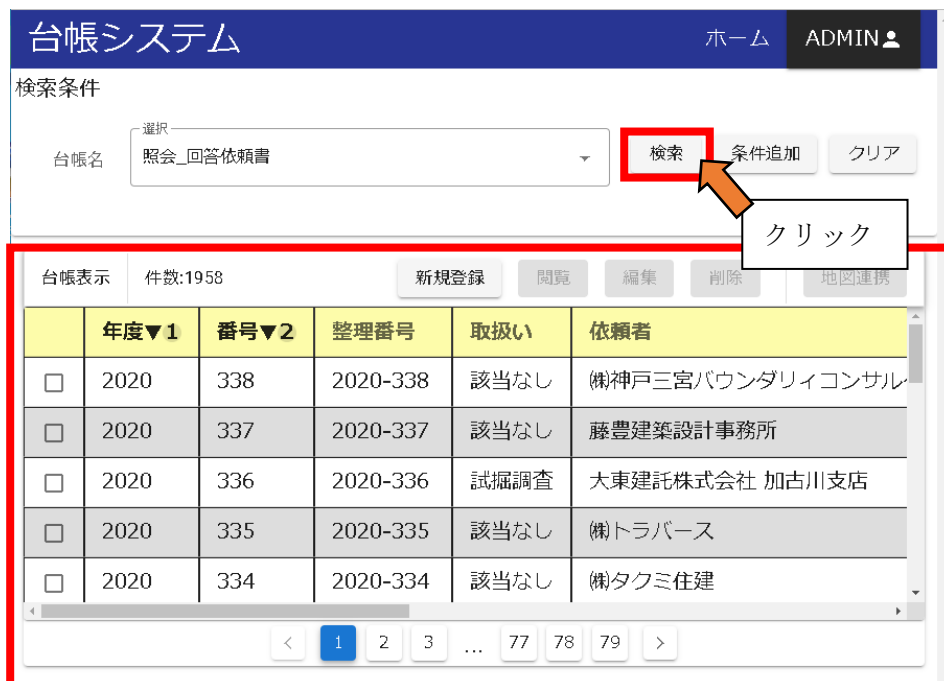 台帳システム ホーム ADMIN
検索条件
選択
台帳名 照会_回答依頼書 検索 条件追加 クリア
クリック
台帳表示 件数:1958 新規登録 閲覧 編集 削除 地図連携
年度▼1 番号▼2 整理番号 取扱い 依頼者
2020 338 2020-338 該当なし ㈱神戸三宮バウンダリィコンサル
2020 337 2020-337 該当なし 藤豊建築設計事務所
2020 336 2020-336 試掘調査 大東建託株式会社 加古川支店
2020 335 2020-335 該当なし ㈱トラバース
2020 334 2020-334 該当なし ㈱タクミ住建
< 1 2 3 ... 77 78 79 >